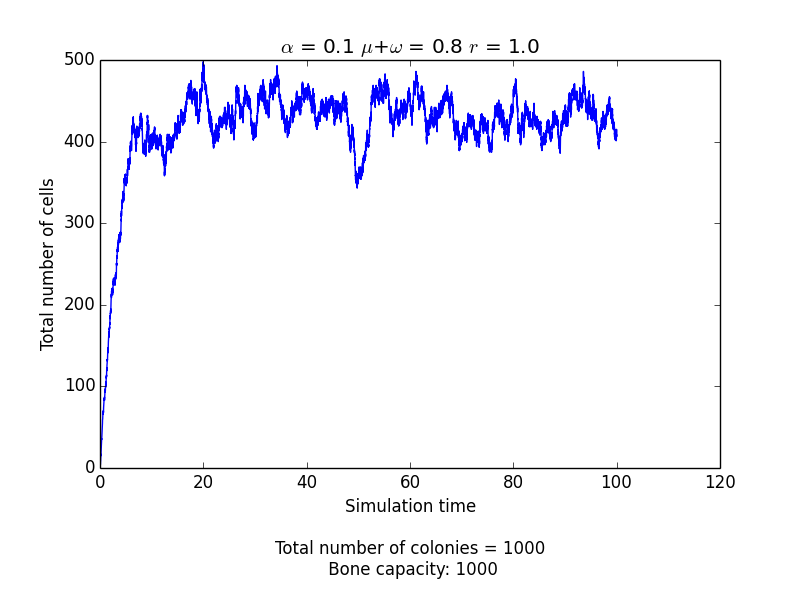 α = 0.1 μ+ω = 0.8 r = 1.0
500
400
300
200
100
0
Total number of cells
0 20 40 60 80 100 120
Simulation time
Total number of colonies = 1000
Bone capacity: 1000